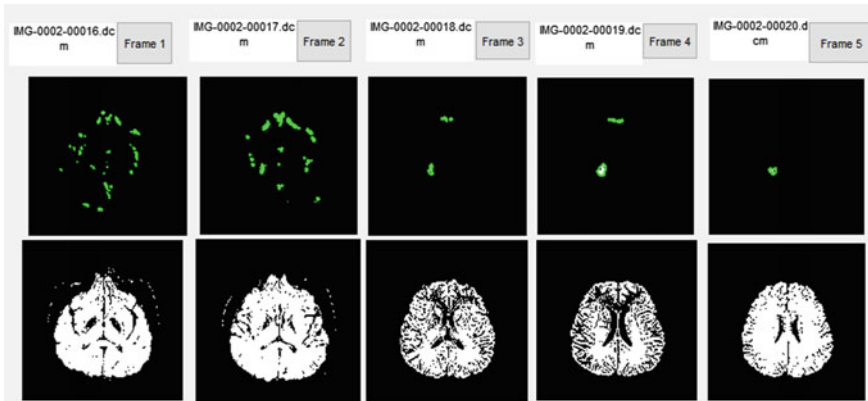 IMG-0002-00016.dc
m
Frame 1
IMG-0002-00017.dc
m
Frame 2
IMG-0002-00018.dc
m
Frame 3
IMG-0002-00019.dc
m
Frame 4
IMG-0002-00020.d
cm
Frame 5